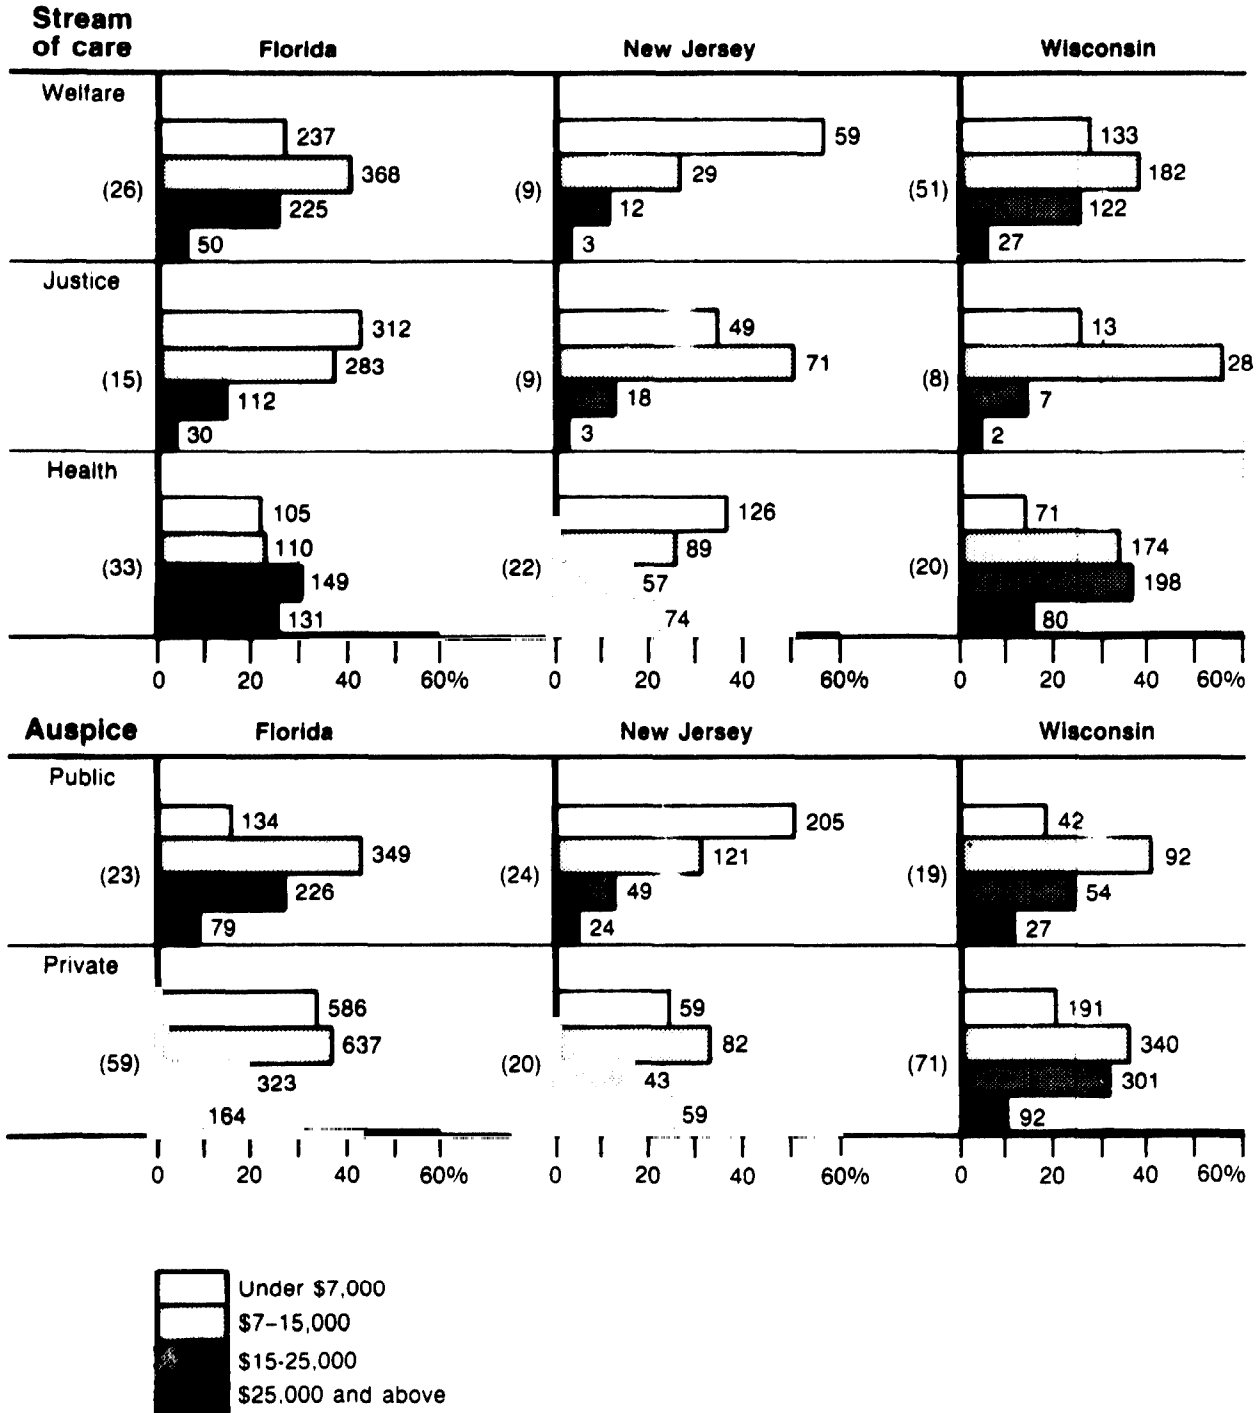 Stream
of care Florida New Jersey Wisconsin
Welfare
237 59 133
368 29 182
(26) (9) (51)
225 12 122
50 3 27
Justice
312 49 13
283 71 28
(15) (9) (8)
112 18 7
30 3 2
Health
105 126 71
110 89 174
(33) (22) (20)
149 57 198
131 74 80
0 20 40 60% 0 20 40 60% 0 20 40 60%
Auspice Florida New Jersey Wisconsin
Public
134 205 42
349 121 92
(23) (24) (19)
226 49 54
79 24 27
Private
586 59 191
637 82 340
(59) (20) (71)
323 43 301
164 59 92
0 20 40 60% 0 20 40 60% 0 20 40 60%
Under $7,000
$7–15,000
$15-25,000
$25,000 and above